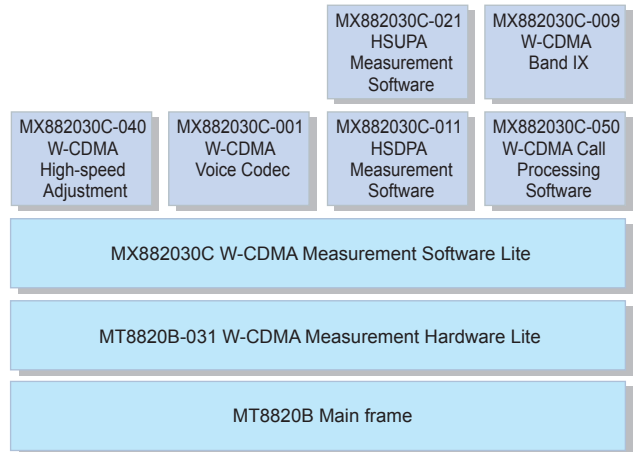 MX882030C-021
HSUPA
Measurement
Software
MX882030C-009
W-CDMA
Band IX
MX882030C-040
W-CDMA
High-speed
Adjustment
MX882030C-001
W-CDMA
Voice Codec
MX882030C-011
HSDPA
Measurement
Software
MX882030C-050
W-CDMA Call
Processing
Software
MX882030C W-CDMA Measurement Software Lite
MT8820B-031 W-CDMA Measurement Hardware Lite
MT8820B Main frame